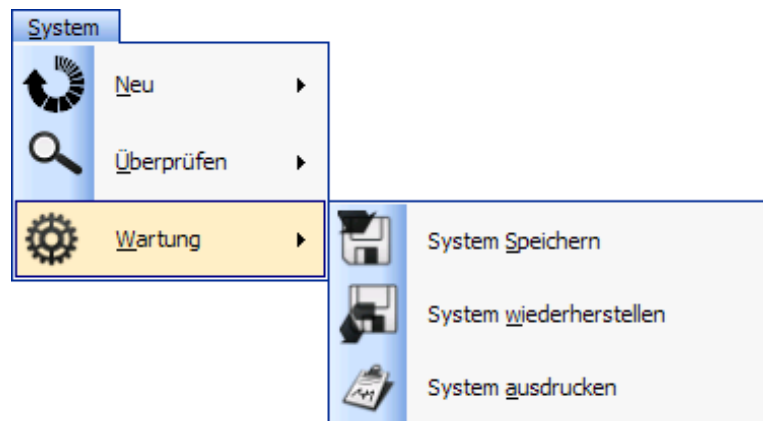 System
Neu
Überprüfen
Wartung
System Speichern
System wiederherstellen
System ausdrucken